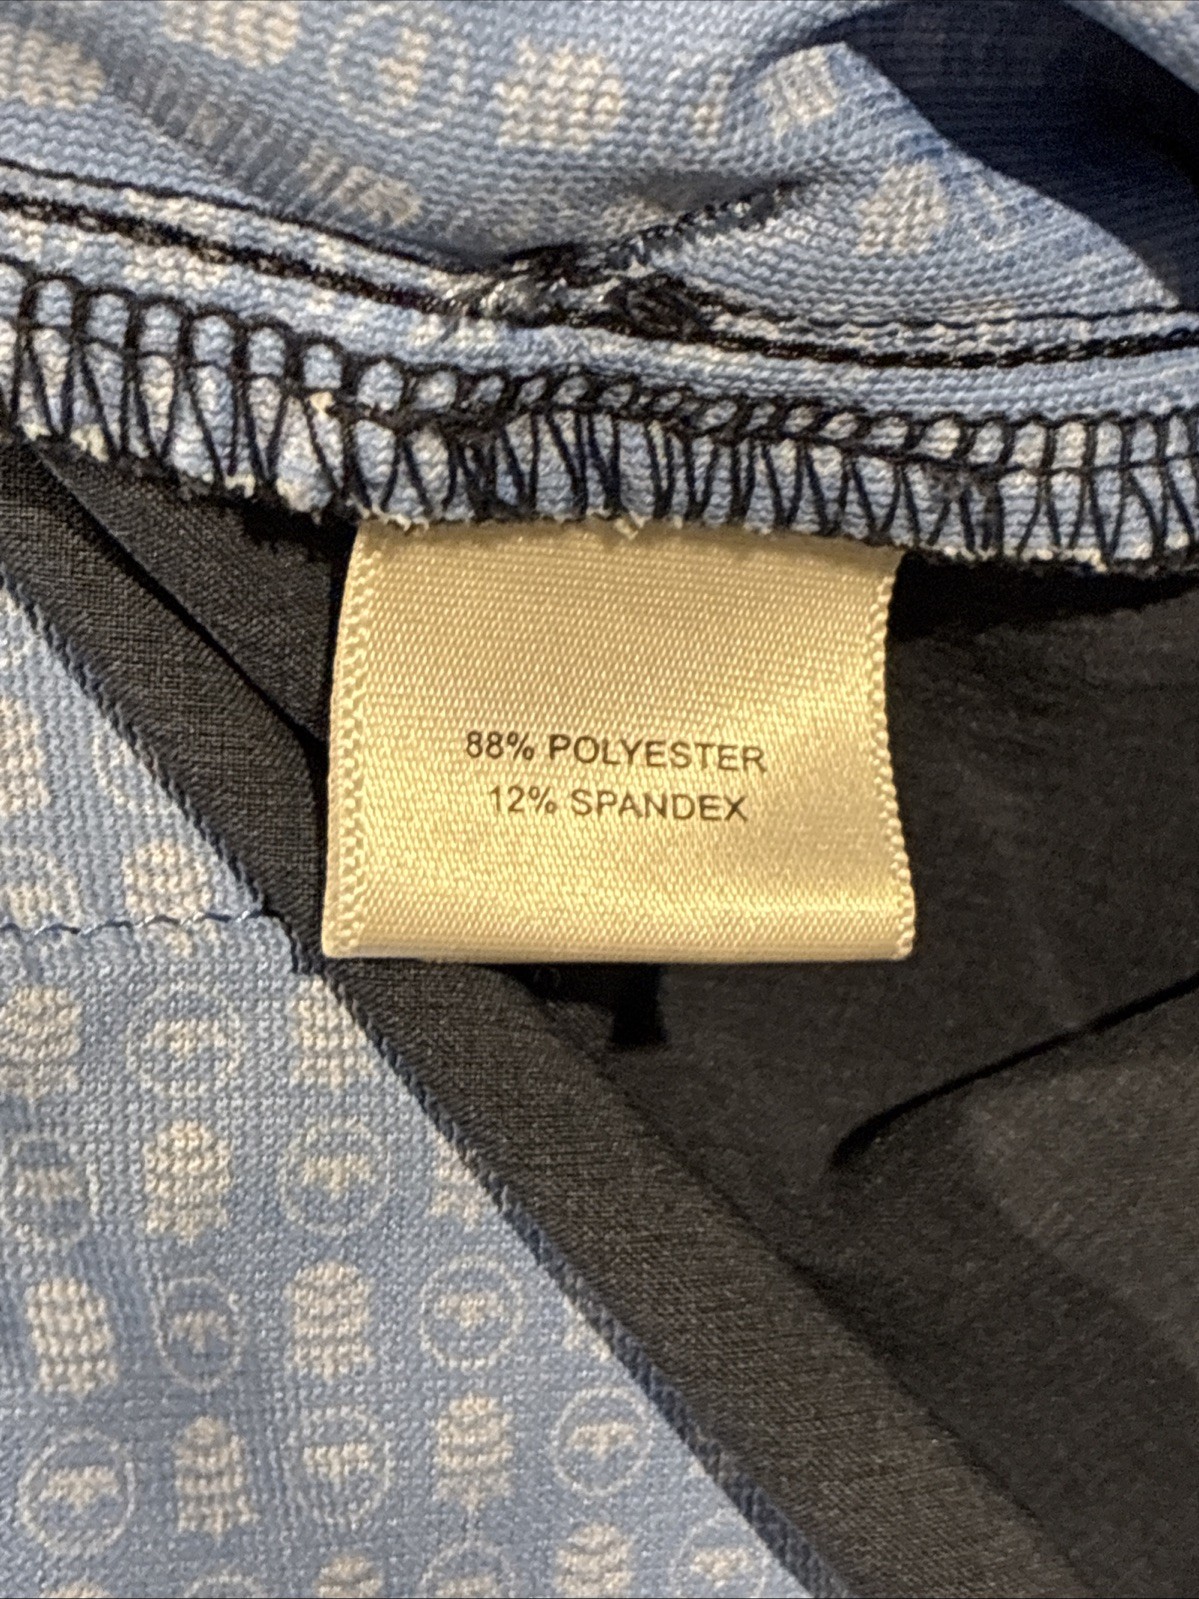 88% POLYESTER
12% SPANDEX